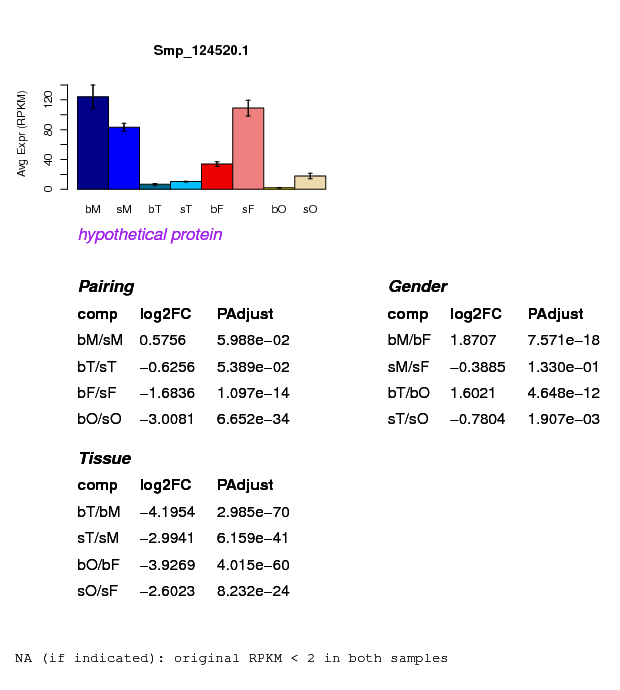 Smp_124520.1
Avg Expr (RPKM)
0 40 80 120
bM sM bT sT bF sF bO sO
hypothetical protein
Pairing
comp log2FC PAdjust
bM/sM 0.5756 5.988e−02
bT/sT −0.6256 5.389e−02
bF/sF −1.6836 1.097e−14
bO/sO −3.0081 6.652e−34
Gender
comp log2FC PAdjust
bM/bF 1.8707 7.571e−18
sM/sF −0.3885 1.330e−01
bT/bO 1.6021 4.648e−12
sT/sO −0.7804 1.907e−03
Tissue
comp log2FC PAdjust
bT/bM −4.1954 2.985e−70
sT/sM −2.9941 6.159e−41
bO/bF −3.9269 4.015e−60
sO/sF −2.6023 8.232e−24
NA (if indicated): original RPKM < 2 in both samples